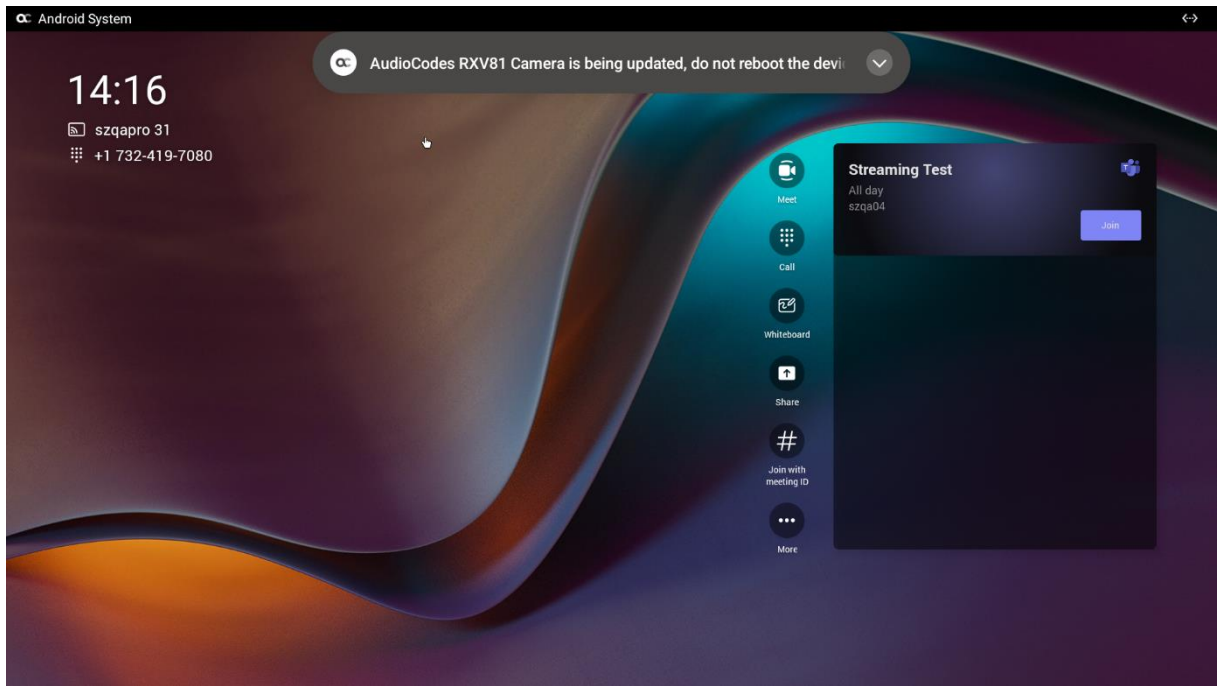 Android System
AudioCodes RXV81 Camera is being updated, do not reboot the devi
14:16
szqapro 31
+1 732-419-7080
Meet
Call
Whiteboard
Share
Join with
meeting ID
More
Streaming Test
All day
szqa04
Join